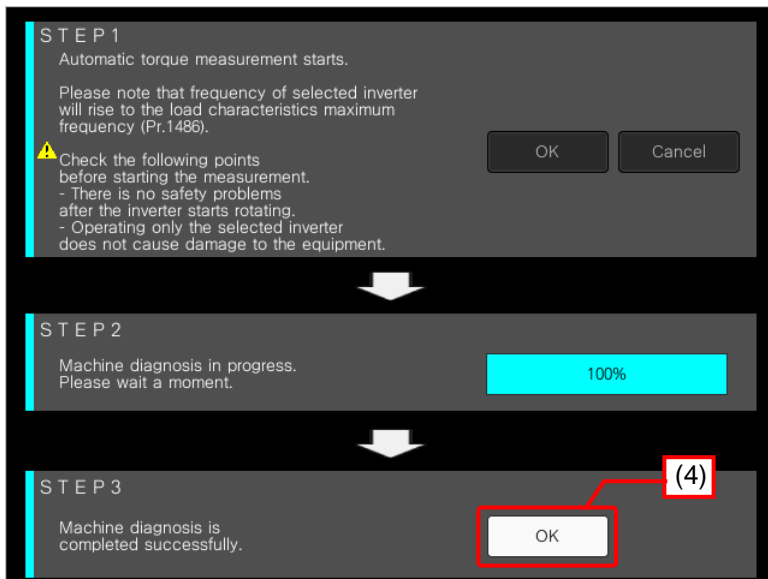 STEP1
Automatic torque measurement starts.
Please note that frequency of selected inverter
will rise to the load characteristics maximum
frequency (Pr.1486).
Check the following points
before starting the measurement.
- There is no safety problems
after the inverter starts rotating.
- Operating only the selected inverter
does not cause damage to the equipment.
OK Cancel
STEP2
Machine diagnosis in progress.
Please wait a moment.
100%
STEP3
(4)
Machine diagnosis is
completed successfully.
OK